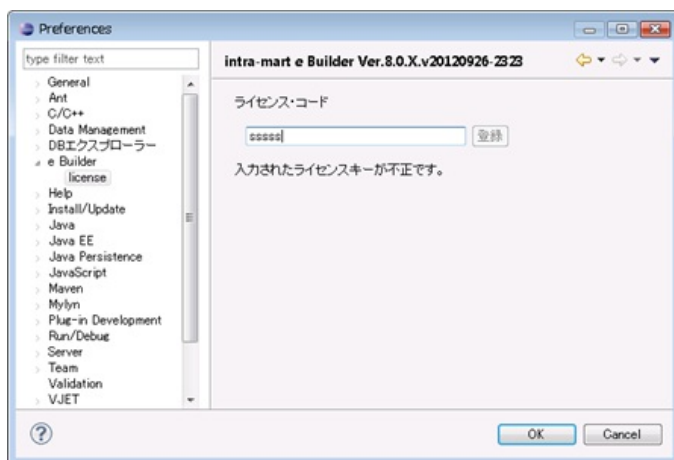 Preferences
type filter text
General
Ant
C/C++
Data Management
DBエクスプローラー
e Builder
license
Help
Install/Update
Java
Java EE
Java Persistence
JavaScript
Maven
Mylyn
Plug-in Development
Run/Debug
Server
Team
Validation
VJET
intra-mart e Builder Ver.8.0.X.v20120926-2323
ライセンス・コード
sssss 登録
入力されたライセンスキーが不正です。
OK Cancel